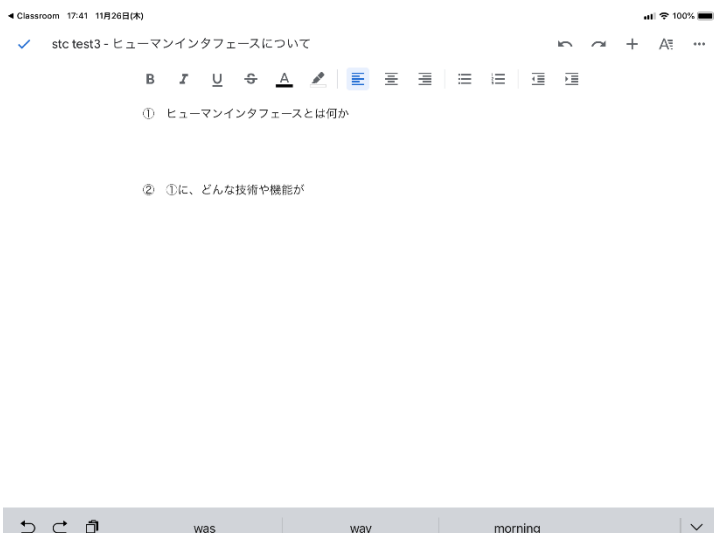 ◀ Classroom 17:41 11月26日(木) 100%
stc test3 - ヒューマンインタフェースについて
B I U S A
① ヒューマンインタフェースとは何か
② ①に、どんな技術や機能が
was way morning